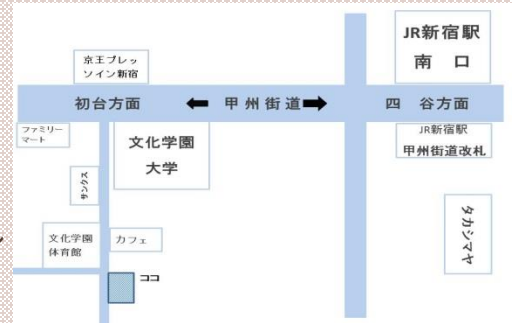 JR新宿駅
南 口
京王プレッ
ソイン新宿
初台方面 ← 甲州街道 → 四 谷方面
ファミリー
マート
文化学園
大学
JR新宿駅
甲州街道改札
サンクス
タカシマヤ
文化学園
体育館
カフェ
ココ